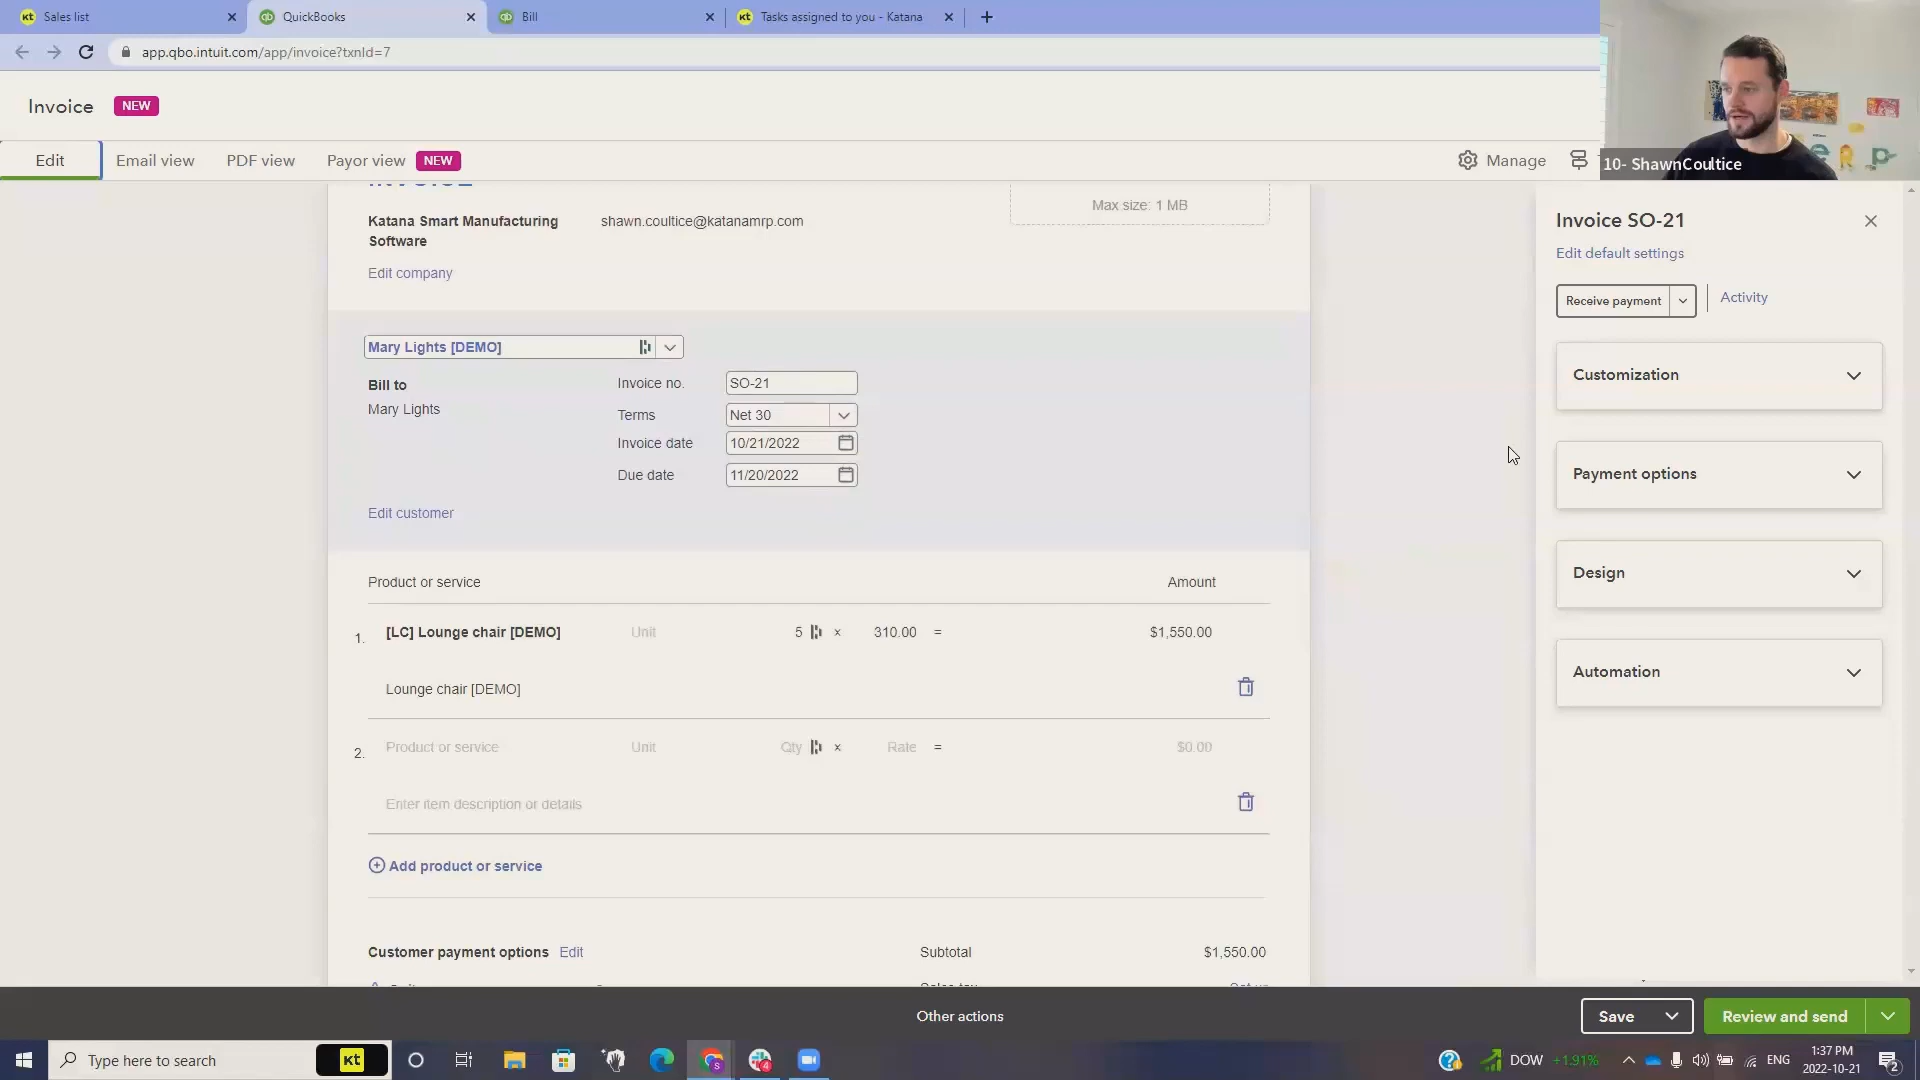 Sales list
QuickBooks
Bill
Tasks assigned to you - Katana
app.qbo.intuit.com/app/invoice?txnId=7
Invoice NEW
Edit
Email view
PDF view
Payor view NEW
Manage
10- ShawnCoultice
INVOICE
Max size: 1 MB
Katana Smart Manufacturing
Software
shawn.coultice@katanamrp.com
Edit company
Mary Lights [DEMO]
Bill to
Mary Lights
Invoice no. SO-21
Terms Net 30
Invoice date 10/21/2022
Due date 11/20/2022
Edit customer
Product or service Amount
1. [LC] Lounge chair [DEMO] Unit 5 x 310.00 = $1,550.00
Lounge chair [DEMO]
2. Product or service Unit Qty x Rate = $0.00
Enter item description or details
Add product or service
Customer payment options Edit
Subtotal $1,550.00
Sales tax
Invoice SO-21
Edit default settings
Receive payment
Activity
Customization
Payment options
Design
Automation
Other actions
Save
Review and send
Type here to search
kt
DOW +1.91%
ENG
1:37 PM
2022-10-21